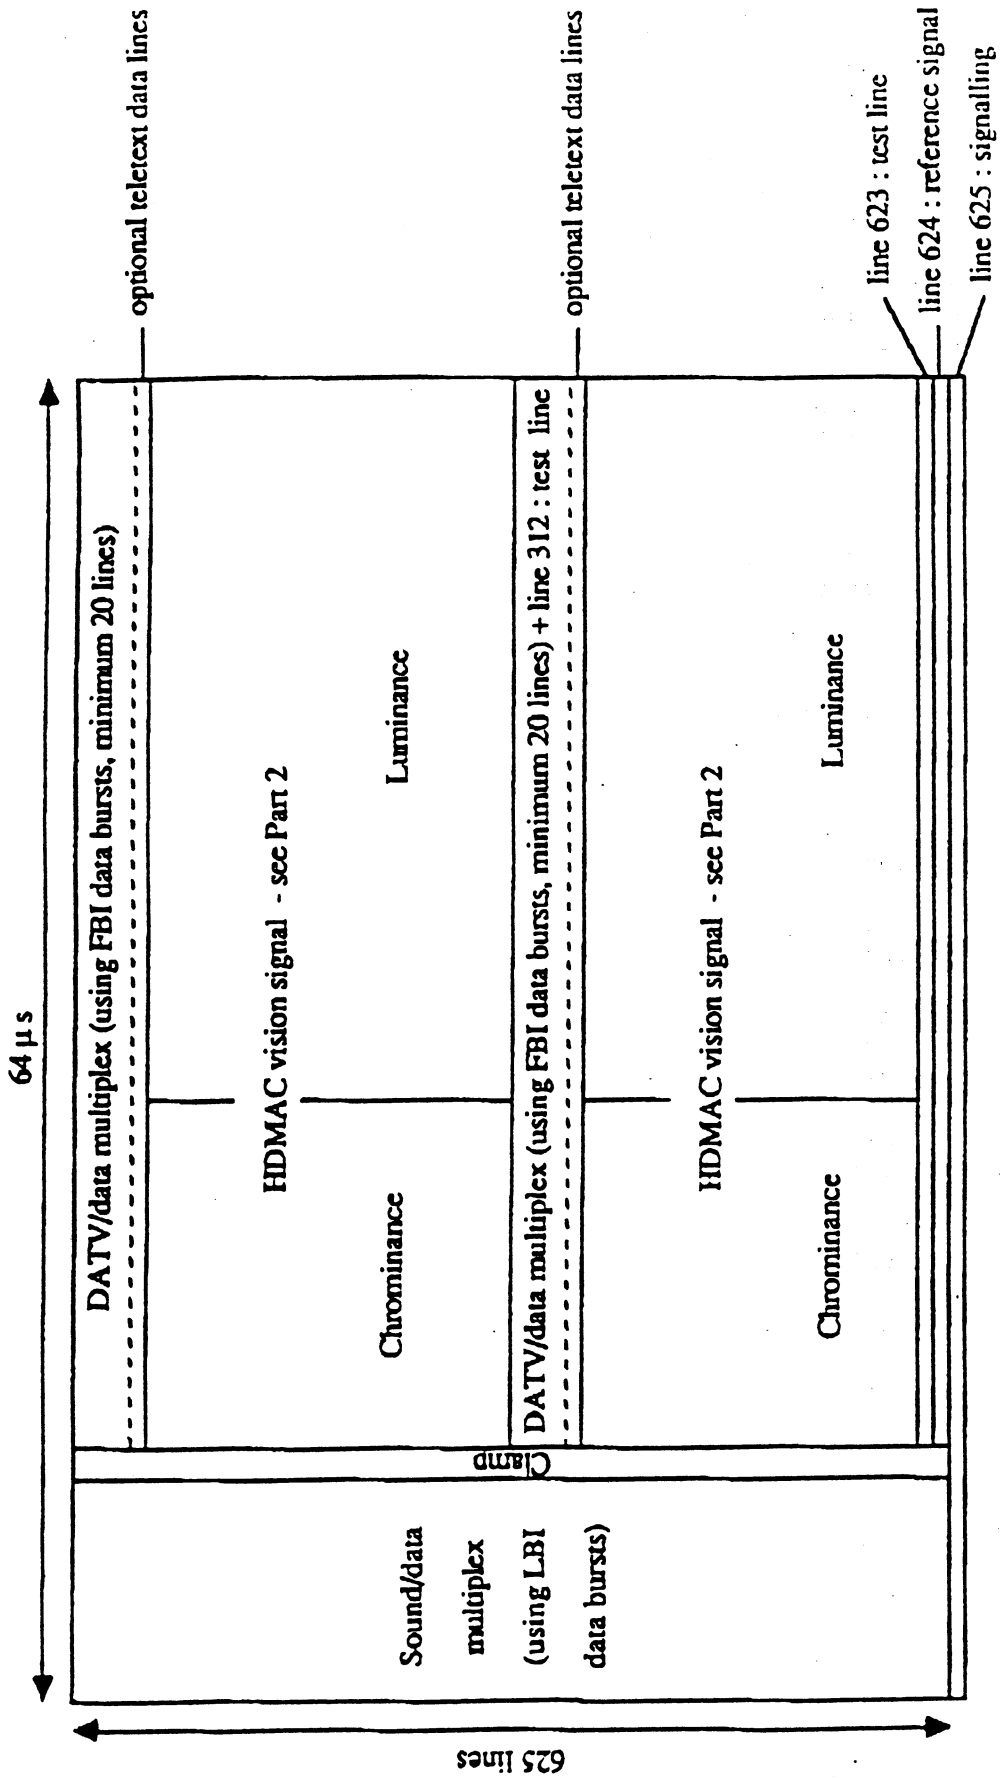 64 µs
625 lines
DATV/data multiplex (using FBI data bursts, minimum 20 lines)
optional teletext data lines
HDMAC vision signal - see Part 2
Chrominance
Luminance
Sound/data
multiplex
(using LBI
data bursts)
Clamp
DATV/data multiplex (using FBI data bursts, minimum 20 lines) + line 312 : test line
optional teletext data lines
HDMAC vision signal - see Part 2
Chrominance
Luminance
line 623 : test line
line 624 : reference signal
line 625 : signalling